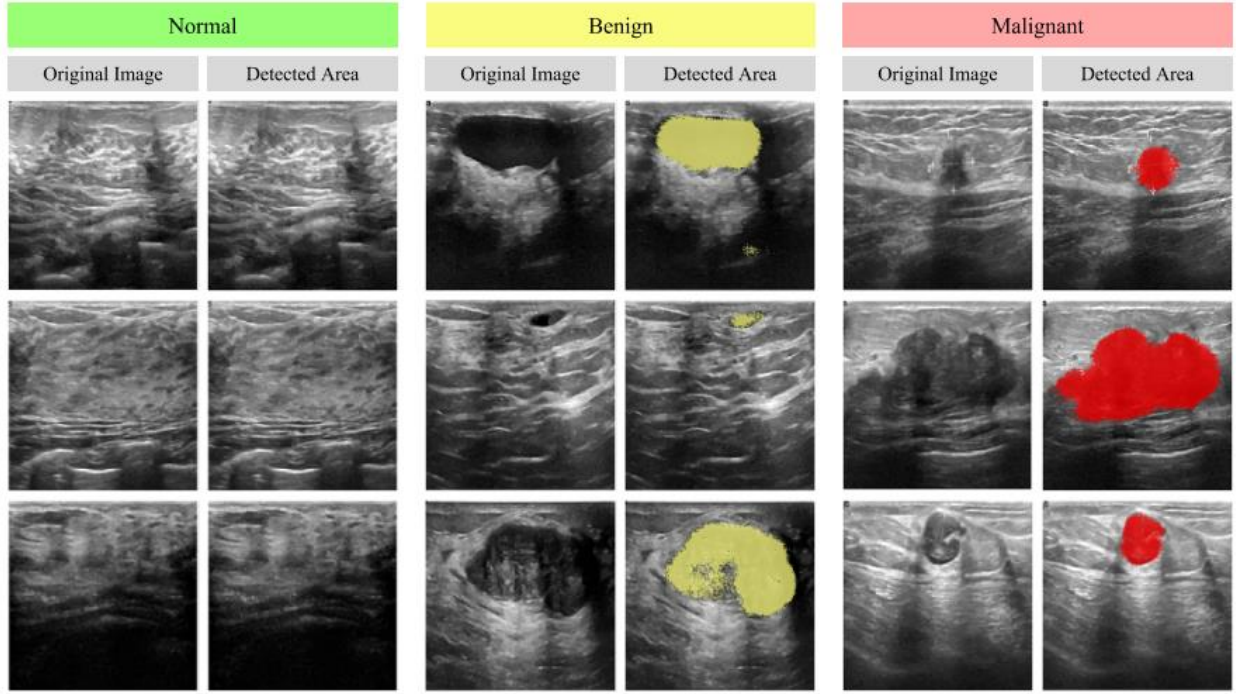 Normal
Benign
Malignant
Original Image
Detected Area
Original Image
Detected Area
Original Image
Detected Area